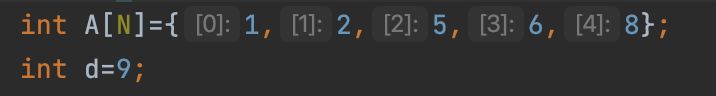 int A[N]={ [0]: 1, [1]: 2, [2]: 5, [3]: 6, [4]: 8};
int d=9;